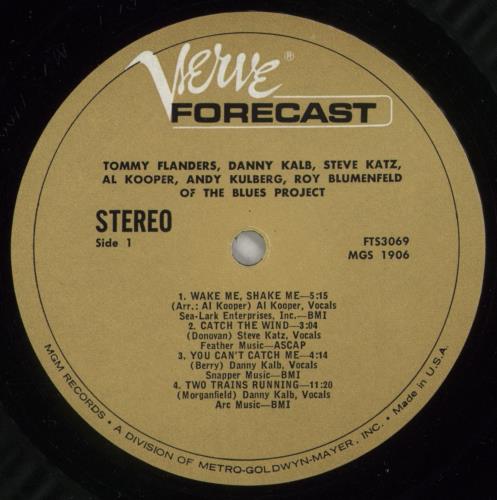 Verve®
FORECAST
TOMMY FLANDERS, DANNY KALB, STEVE KATZ,
AL KOOPER, ANDY KULBERG, ROY BLUMENFELD
OF THE BLUES PROJECT
STEREO
Side 1
FTS3069
MGS 1906
1. WAKE ME, SHAKE ME—5:15
(Arr.: Al Kooper) Al Kooper, Vocals
Sea-Lark Enterprises, Inc.—BMI
2. CATCH THE WIND—3:04
(Donovan) Steve Katz, Vocals
Feather Music—ASCAP
3. YOU CAN'T CATCH ME—4:14
(Berry) Danny Kalb, Vocals
Snapper Music—BMI
4. TWO TRAINS RUNNING—11:20
(Morganfield) Danny Kalb, Vocals
Arc Music—BMI
MGM RECORDS • A DIVISION OF METRO-GOLDWYN-MAYER, INC. • Made in U.S.A.